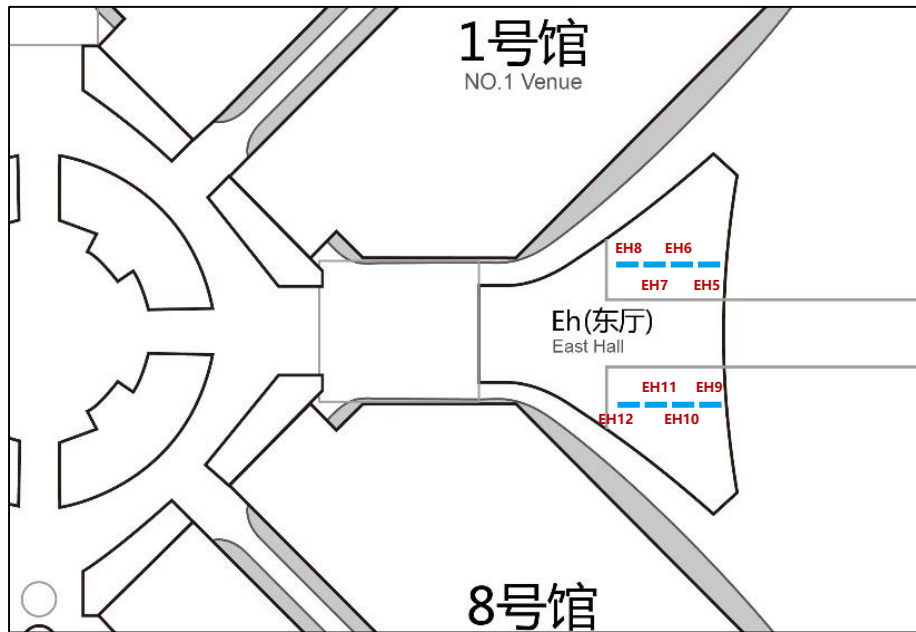 1号馆
NO.1 Venue
EH8 EH6
EH7 EH5
Eh(东厅)
East Hall
EH11 EH9
EH12 EH10
8号馆